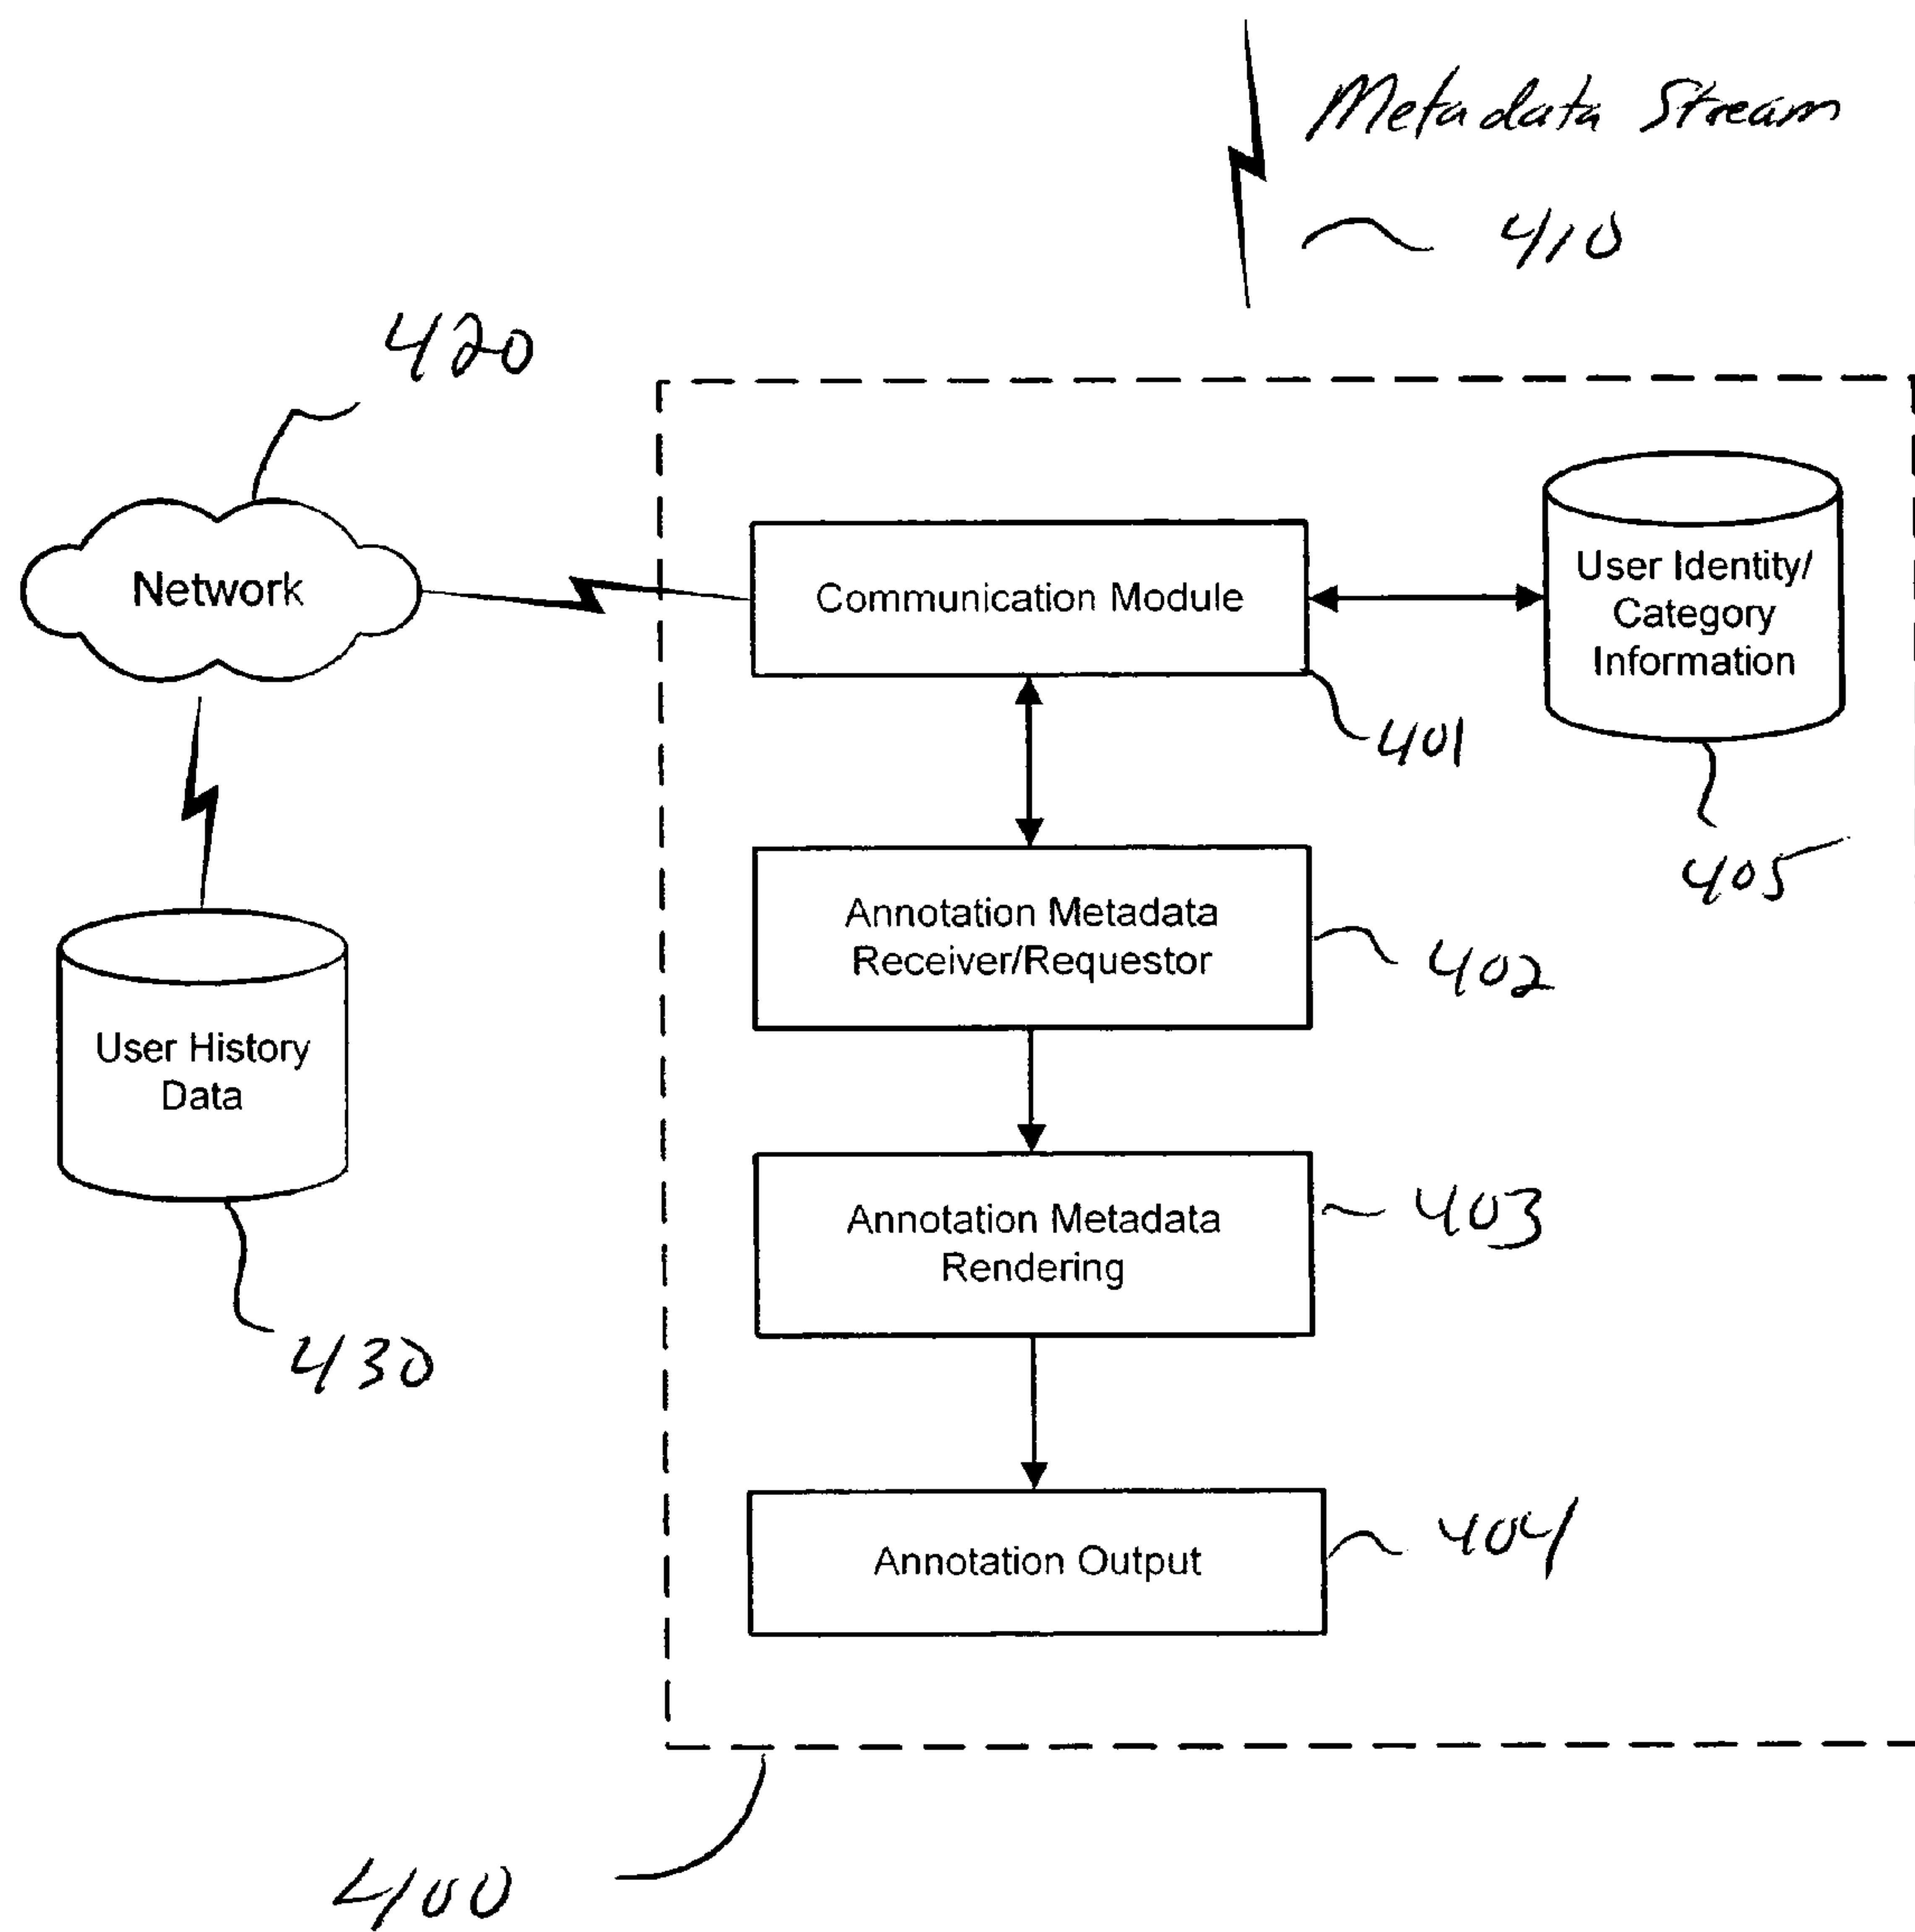 Metadata Stream
410
420
Network
Communication Module
User Identity/
Category
Information
401
405
Annotation Metadata
Receiver/Requestor
402
User History
Data
430
Annotation Metadata
Rendering
403
Annotation Output
404
400